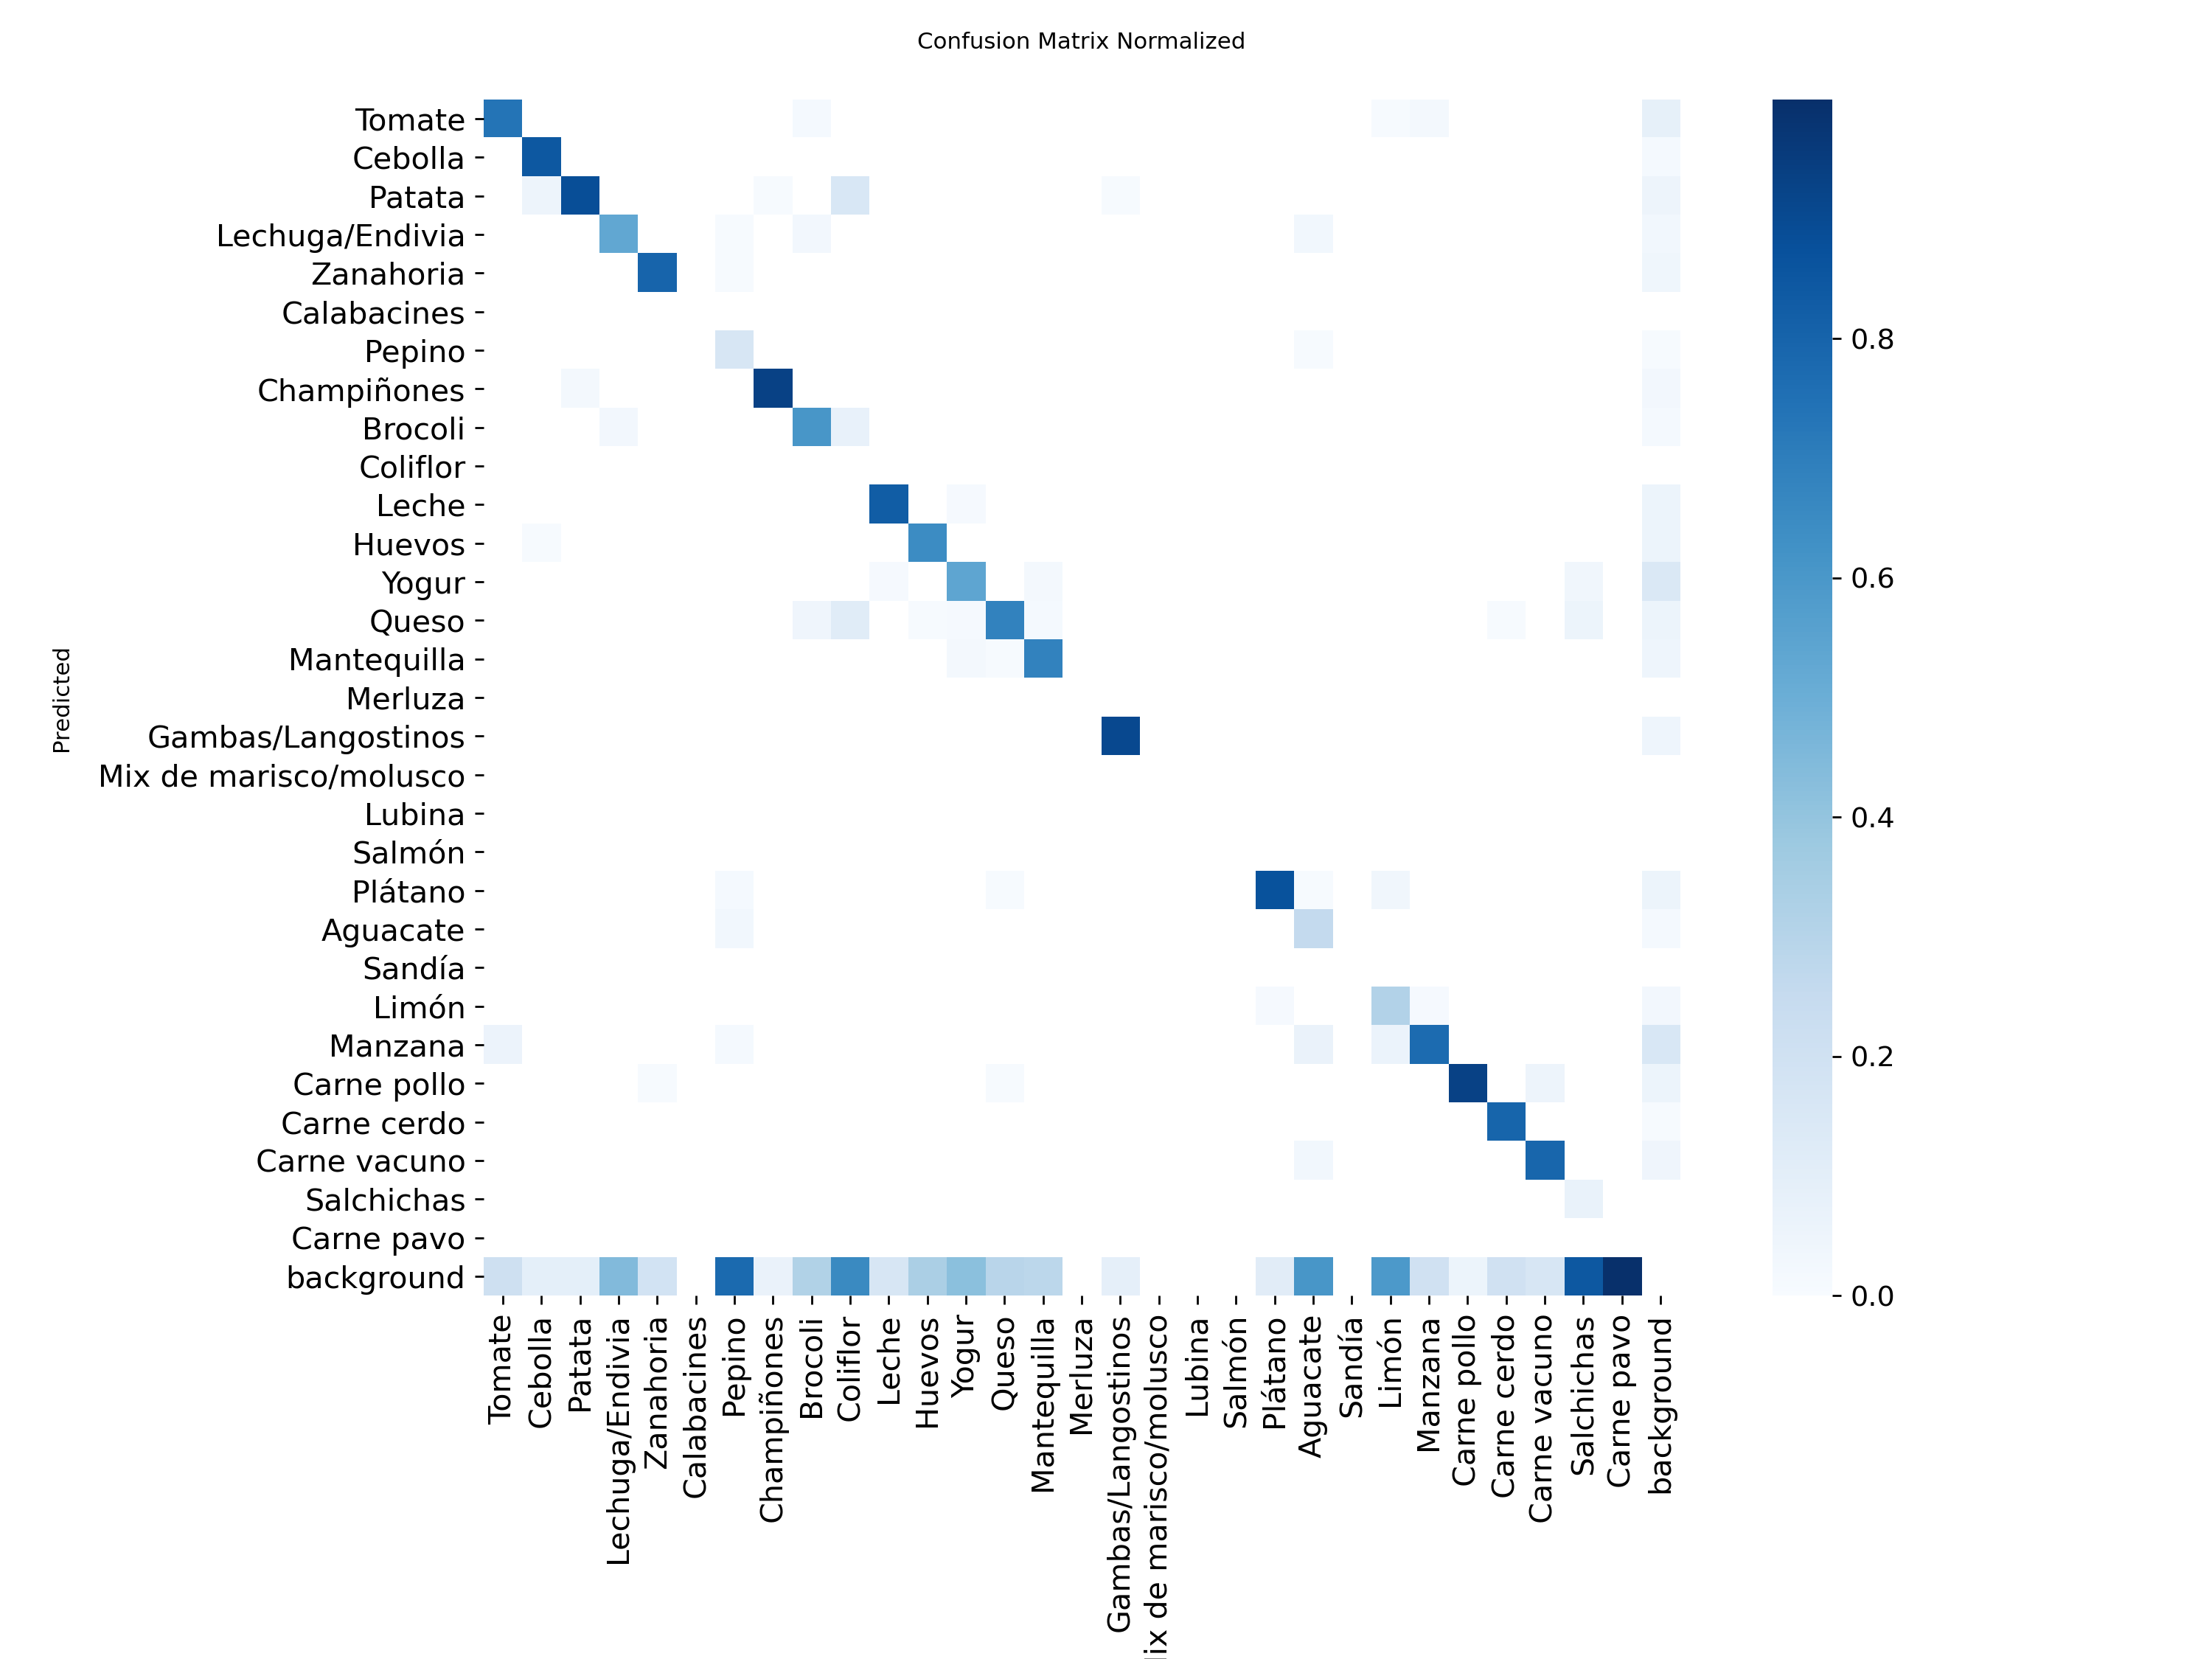 Confusion Matrix Normalized
Predicted
Tomate
Cebolla
Patata
Lechuga/Endivia
Zanahoria
Calabacines
Pepino
Champiñones
Brocoli
Coliflor
Leche
Huevos
Yogur
Queso
Mantequilla
Merluza
Gambas/Langostinos
Mix de marisco/molusco
Lubina
Salmón
Plátano
Aguacate
Sandía
Limón
Manzana
Carne pollo
Carne cerdo
Carne vacuno
Salchichas
Carne pavo
background
Tomate
Cebolla
Patata
Lechuga/Endivia
Zanahoria
Calabacines
Pepino
Champiñones
Brocoli
Coliflor
Leche
Huevos
Yogur
Queso
Mantequilla
Merluza
Gambas/Langostinos
ix de marisco/molusco
Lubina
Salmón
Plátano
Aguacate
Sandía
Limón
Manzana
Carne pollo
Carne cerdo
Carne vacuno
Salchichas
Carne pavo
background
0.8
0.6
0.4
0.2
0.0